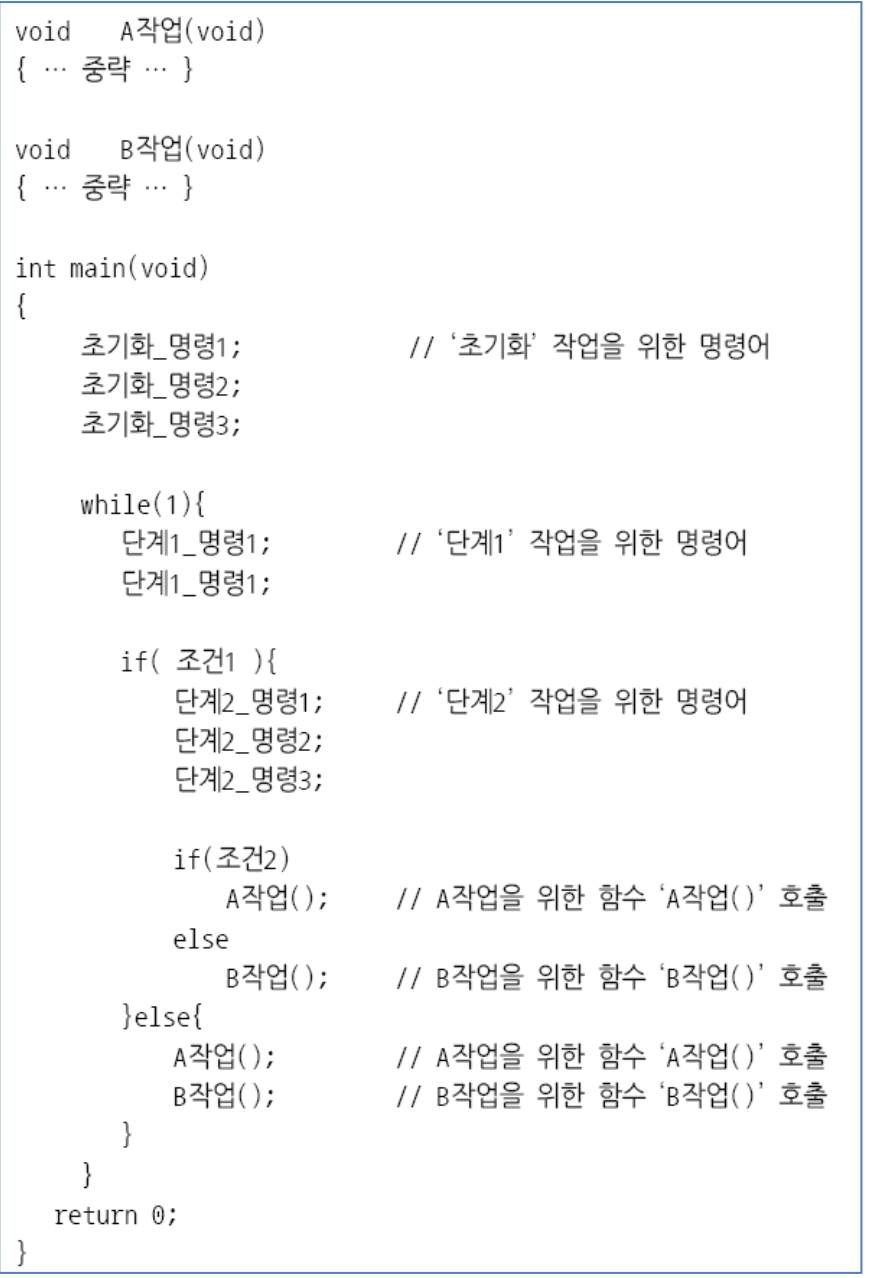 void   A작업(void)
{ … 중략 … }
void   B작업(void)
{ … 중략 … }
int main(void)
{
초기화_명령1;   // ‘초기화’ 작업을 위한 명령어
초기화_명령2;
초기화_명령3;
while(1){
단계1_명령1;   // ‘단계1’ 작업을 위한 명령어
단계1_명령1;
if( 조건1 ){
단계2_명령1;   // ‘단계2’ 작업을 위한 명령어
단계2_명령2;
단계2_명령3;
if(조건2)
A작업();   // A작업을 위한 함수 ‘A작업()’ 호출
else
B작업();   // B작업을 위한 함수 ‘B작업()’ 호출
}else{
A작업();   // A작업을 위한 함수 ‘A작업()’ 호출
B작업();   // B작업을 위한 함수 ‘B작업()’ 호출
}
}
return 0;
}